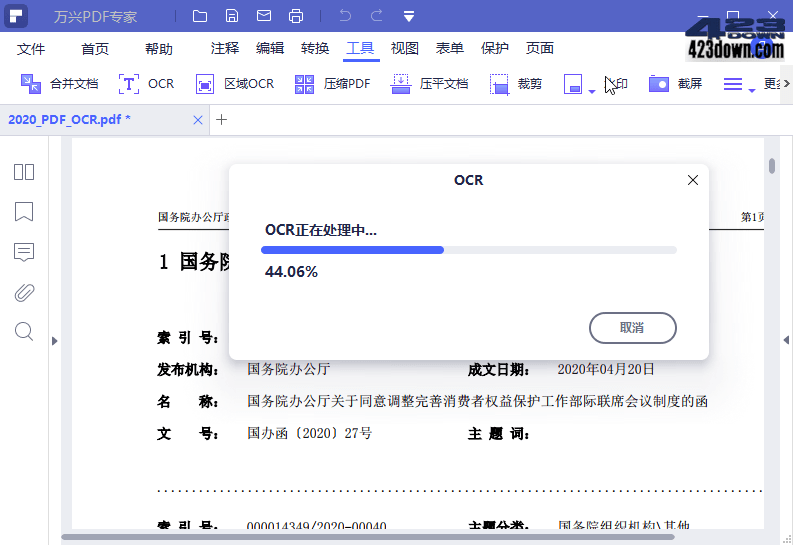 万兴PDF专家
423DOWN
423down.com
文件 首页 帮助 注释 编辑 转换 工具 视图 表单 保护 页面
合并文档 OCR 区域OCR 压缩PDF 压平文档 裁剪 印 截屏 更
2020_PDF_OCR.pdf *
OCR
国务院办公厅 第1页
OCR正在处理中...
1 国务院
44.06%
取消
索 引 号:
发布机构: 国务院办公厅 成文日期: 2020年04月20日
名 称: 国务院办公厅关于同意调整完善消费者权益保护工作部际联席会议制度的函
文 号: 国办函〔2020〕27号 主 题 词:
索 引 号: 000014349/2020-00040 主题分类: 国务院组织机构\其他